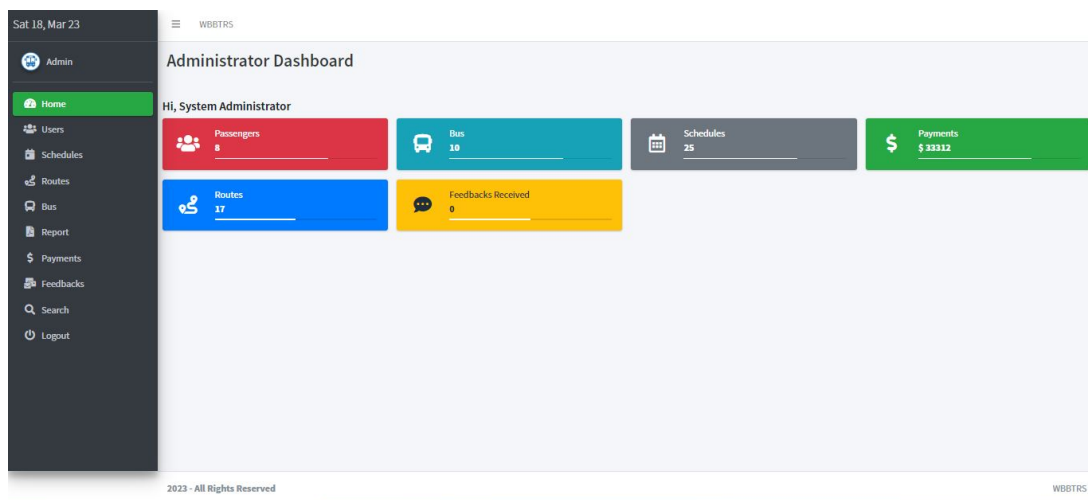 Sat 18, Mar 23
WBBTRS
Admin
Home
Users
Schedules
Routes
Bus
Report
$ Payments
Feedbacks
Search
Logout
Administrator Dashboard
Hi, System Administrator
Passengers
8
Bus
10
Schedules
25
$ Payments
$ 33312
Routes
17
Feedbacks Received
0
2023 - All Rights Reserved
WBBTRS